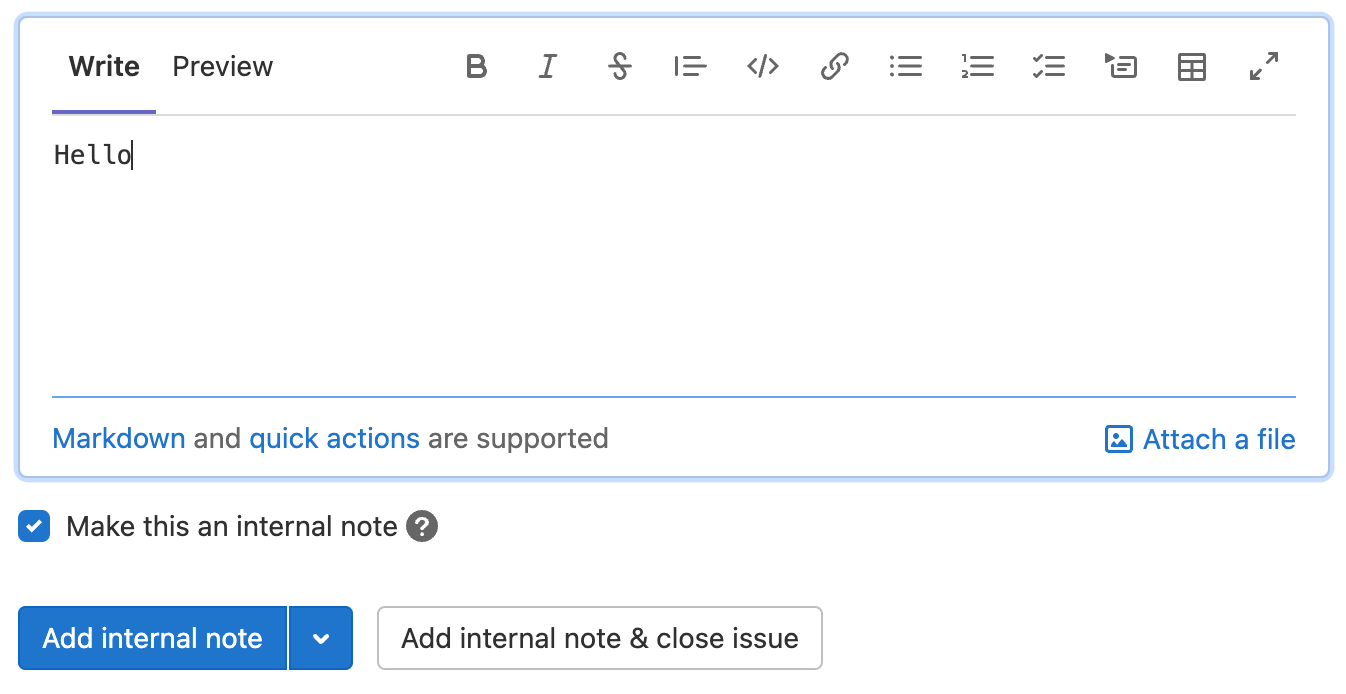 Write Preview
Hello
Markdown and quick actions are supported Attach a file
Make this an internal note ?
Add internal note Add internal note & close issue